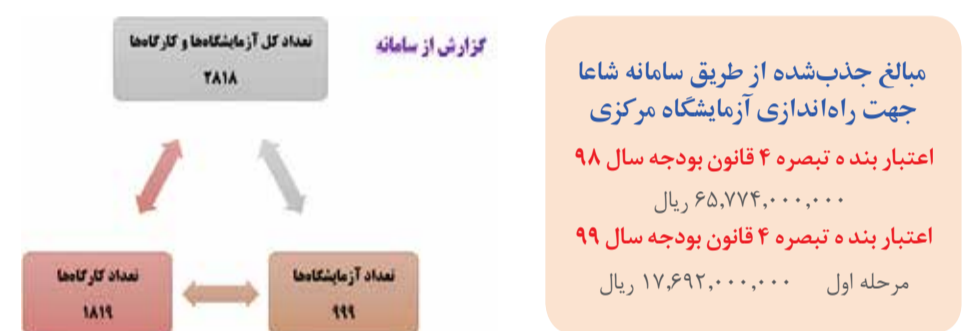 مبالغ جذب‌شده از طریق سامانه شاعا
جهت راه‌اندازی آزمایشگاه مرکزی
اعتبار بند ه تبصره ۴ قانون بودجه سال ۹۸
۶۵,۷۷۴,۰۰۰,۰۰۰ ریال
اعتبار بند ه تبصره ۴ قانون بودجه سال ۹۹
مرحله اول ۱۷,۶۹۲,۰۰۰,۰۰۰ ریال
گزارش از سامانه
تعداد کل آزمایشگاه‌ها و کارگاه‌ها
۲۸۱۸
تعداد آزمایشگاه‌ها
۹۹۹
تعداد کارگاه‌ها
۱۸۱۹